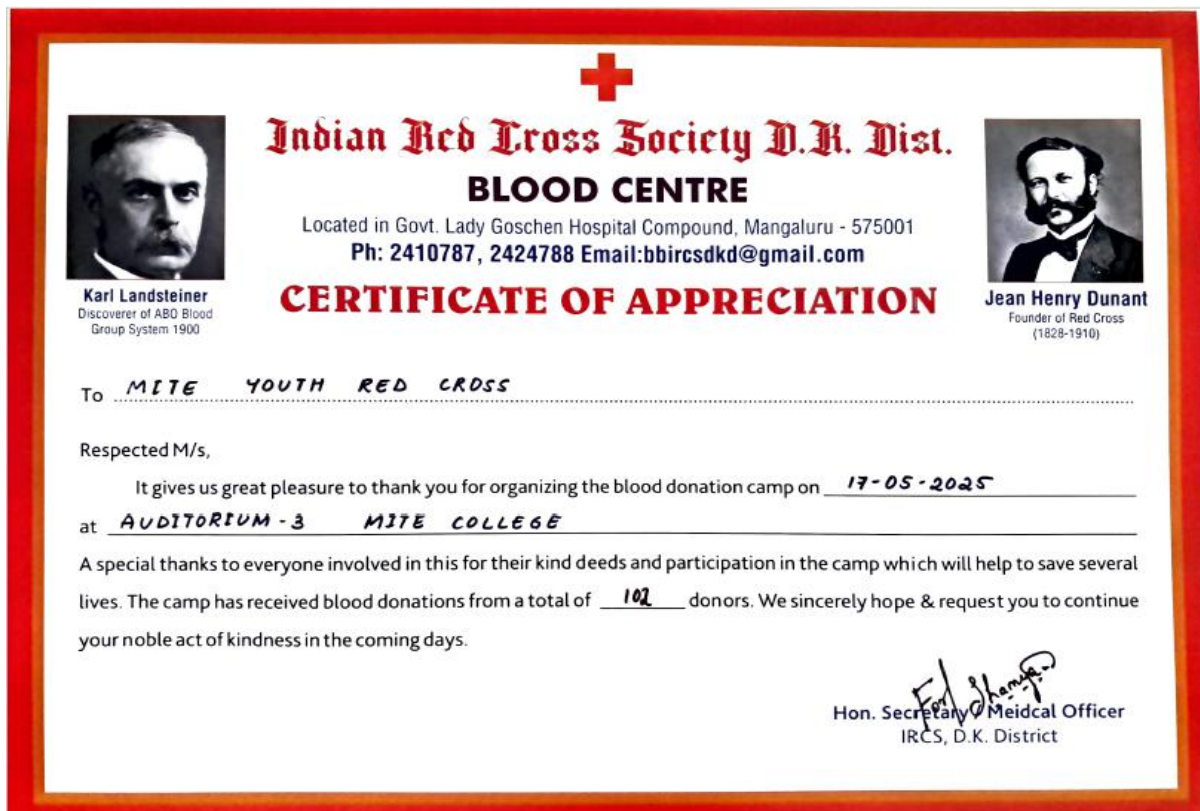 Indian Red Cross Society D.K. Dist.
BLOOD CENTRE
Located in Govt. Lady Goschen Hospital Compound, Mangaluru - 575001
Ph: 2410787, 2424788 Email:bbircsdkd@gmail.com
CERTIFICATE OF APPRECIATION
Karl Landsteiner
Discoverer of ABO Blood
Group System 1900
Jean Henry Dunant
Founder of Red Cross
(1828-1910)
To MITE YOUTH RED CROSS
Respected M/s,
It gives us great pleasure to thank you for organizing the blood donation camp on 17-05-2025
at AUDITORIUM-3 MITE COLLEGE
A special thanks to everyone involved in this for their kind deeds and participation in the camp which will help to save several
lives. The camp has received blood donations from a total of 102 donors. We sincerely hope & request you to continue
your noble act of kindness in the coming days.
For
Hon. Secretary / Meidcal Officer
IRCS, D.K. District